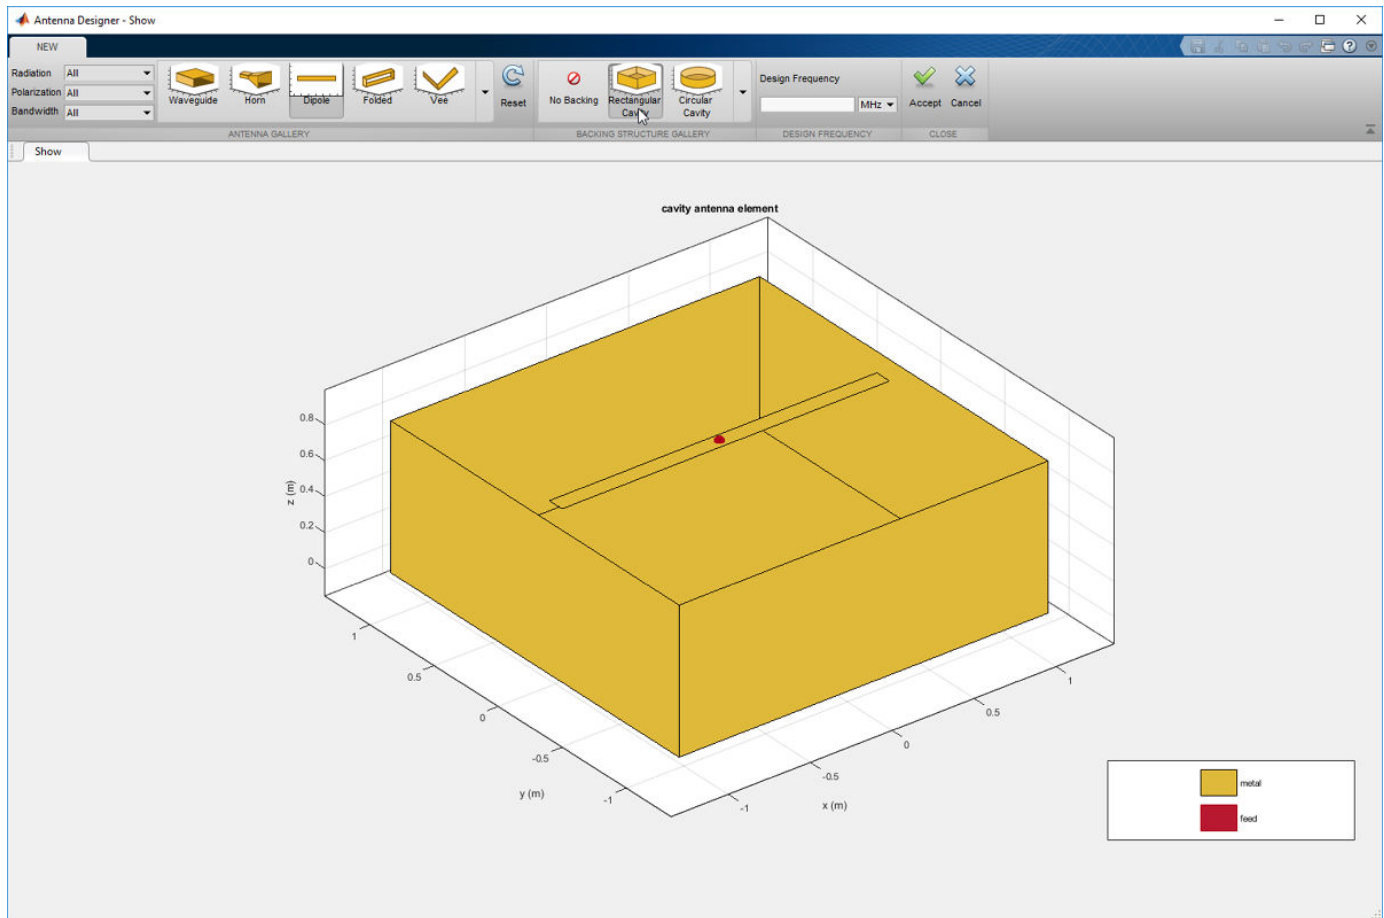 Antenna Designer - Show
NEW
Radiation All
Polarization All
Bandwidth All
Waveguide
Horn
Dipole
Folded
Vee
Reset
No Backing
Rectangular
Cavity
Circular
Cavity
Design Frequency
MHz
Accept
Cancel
ANTENNA GALLERY
BACKING STRUCTURE GALLERY
DESIGN FREQUENCY
CLOSE
Show
cavity antenna element
0.8
0.6
0.4
0.2
0
z (m)
1
0.5
0
-0.5
-1
y (m)
-1
-0.5
0
0.5
1
x (m)
metal
feed